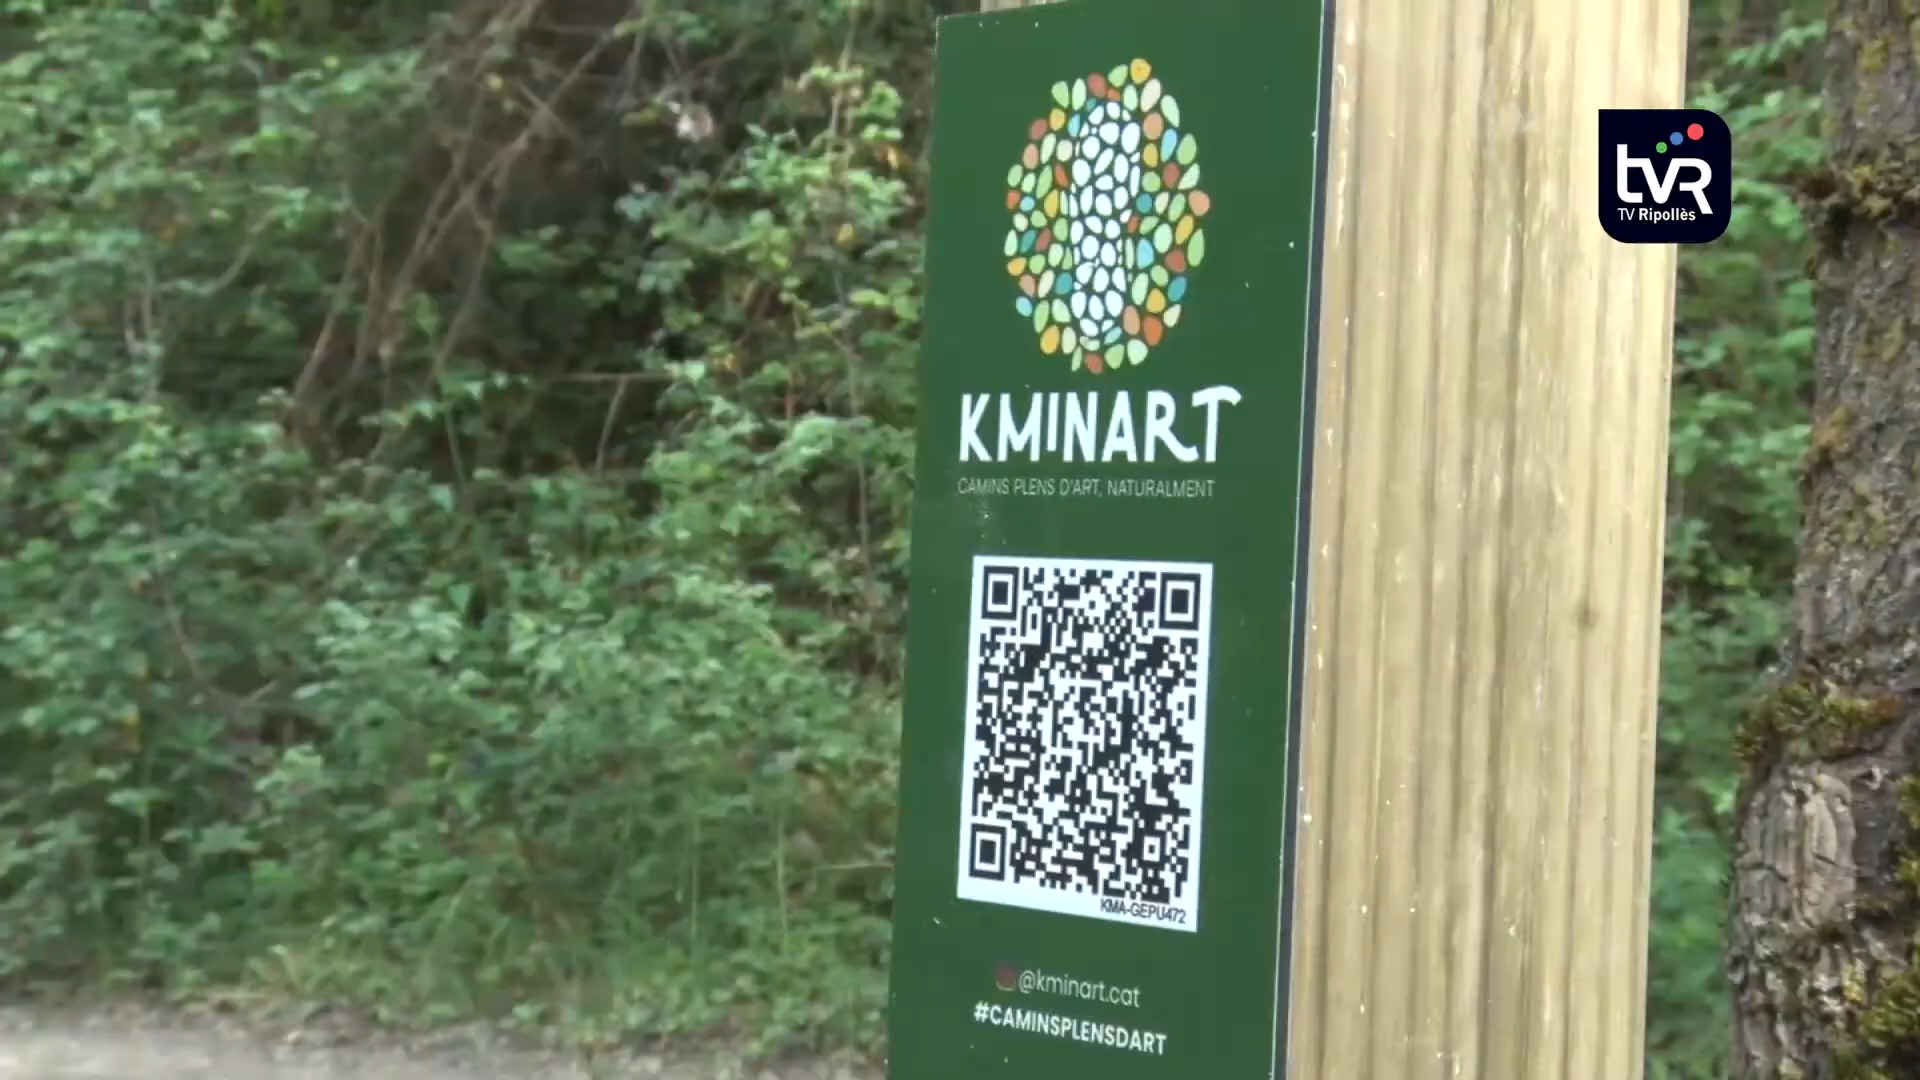 KMINART
CAMINS PLENS D'ART, NATURALMENT
KMA-GEPU472
@kminart.cat
#CAMINSPLENSDART
tVR
TV Ripollès